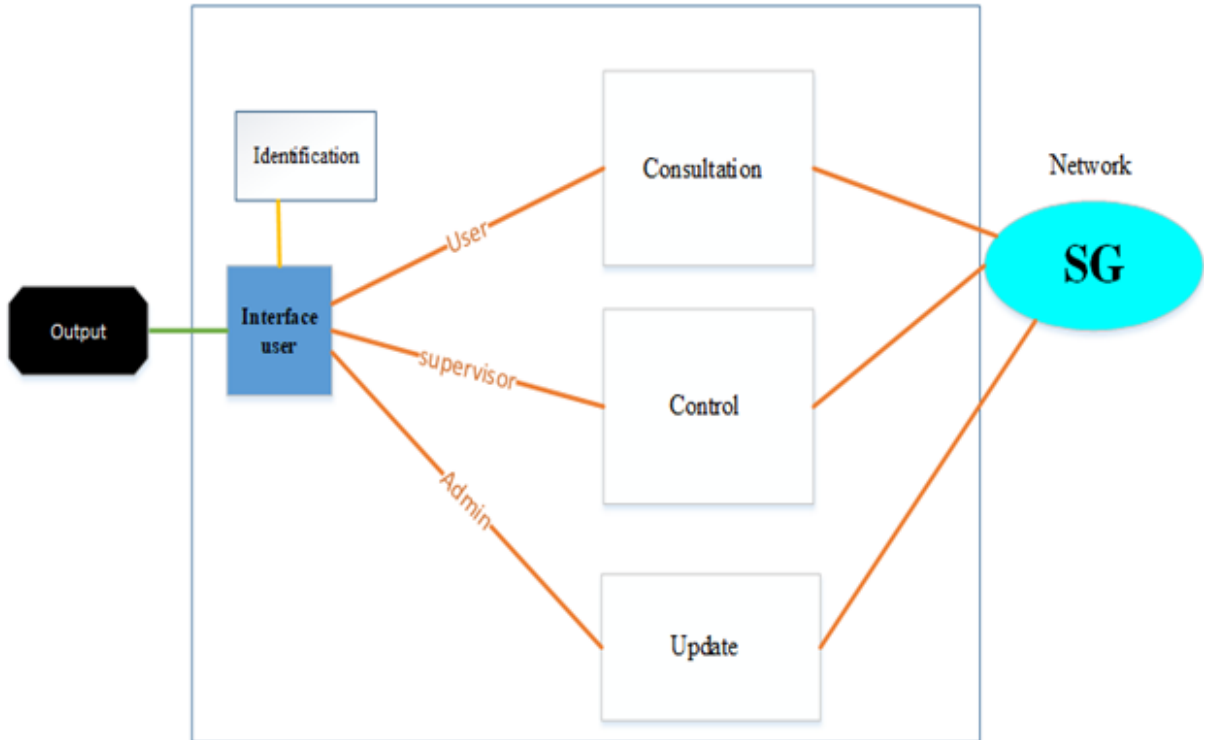 Identification
Output
Interface
user
User
supervisor
Admin
Consultation
Control
Update
Network
SG